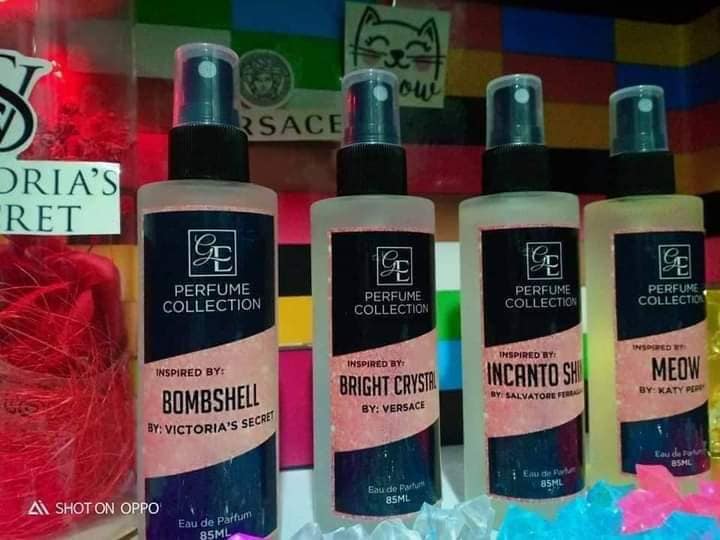 VS
ORIA'S
RET
RSACE
ow
GE
PERFUME
COLLECTION
INSPIRED BY:
BOMBSHELL
BY: VICTORIA'S SECRET
Eau de Parfum
85ML
GE
PERFUME
COLLECTION
INSPIRED BY:
BRIGHT CRYSTAL
BY: VERSACE
Eau de Parfum
85ML
GE
PERFUME
COLLECTION
INSPIRED BY:
INCANTO SHI
BY: SALVATORE FERRAGA
Eau de Parfum
85ML
GE
PERFUME
COLLECTION
INSPIRED BY:
MEOW
BY: KATY PERRY
Eau de Parfum
85ML
SHOT ON OPPO